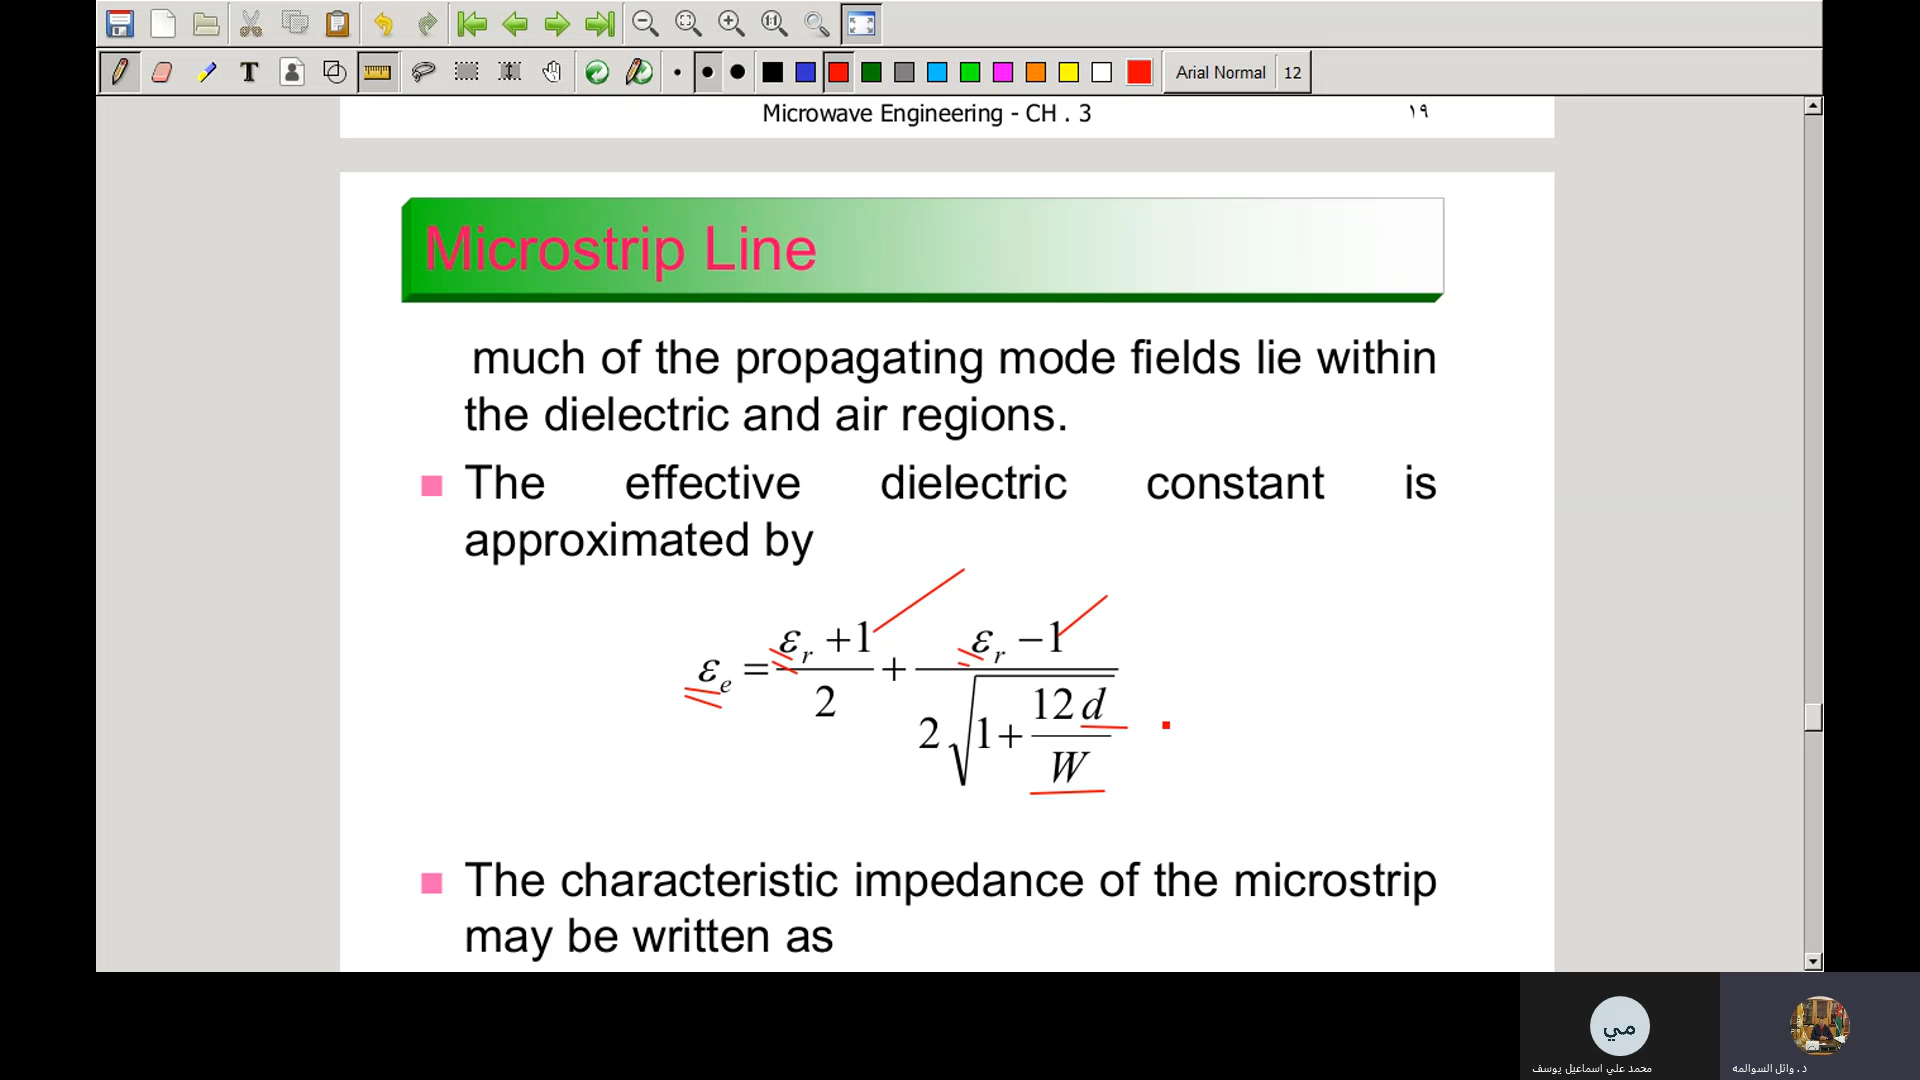 T
Arial Normal 12
Microwave Engineering - CH . 3 ١٩
Microstrip Line
much of the propagating mode fields lie within
the dielectric and air regions.
The effective dielectric constant is
approximated by
εe = (εr + 1)/2 + (εr − 1)/(2√(1 + 12d/W))
The characteristic impedance of the microstrip
may be written as
مي
محمد علي اسماعيل يوسف
د. وائل السوالمه